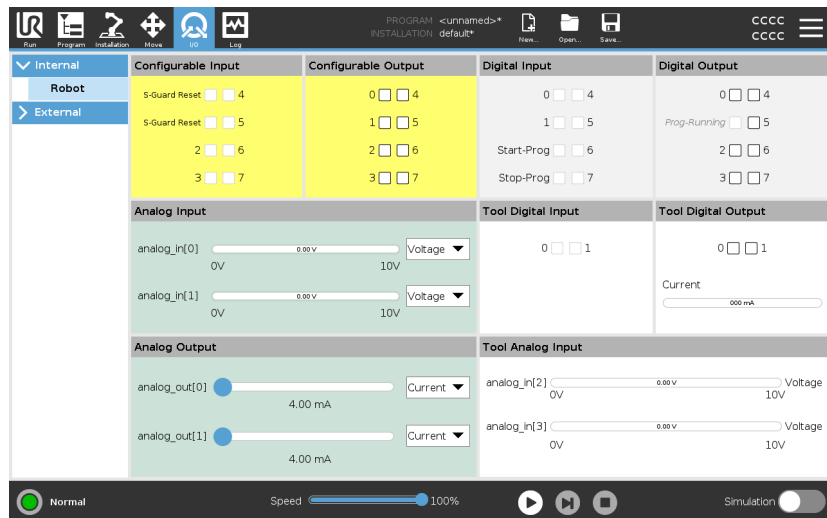 UR
PROGRAM <unnamed>*
INSTALLATION default*
CCCC
CCCC
Run Program Installation Move I/O Log New... Open... Save...
Internal
Robot
External
Configurable Input
S-Guard Reset 4
S-Guard Reset 5
2 6
3 7
Configurable Output
0 4
1 5
2 6
3 7
Digital Input
0 4
1 5
Start-Prog 6
Stop-Prog 7
Digital Output
0 4
Prog-Running 5
2 6
3 7
Analog Input
analog_in[0] 0.00 V Voltage
0V 10V
analog_in[1] 0.00 V Voltage
0V 10V
Tool Digital Input
0 1
Tool Digital Output
0 1
Current
000 mA
Analog Output
analog_out[0] Current
4.00 mA
analog_out[1] Current
4.00 mA
Tool Analog Input
analog_in[2] 0.00 V Voltage
0V 10V
analog_in[3] 0.00 V Voltage
0V 10V
Normal Speed 100% Simulation